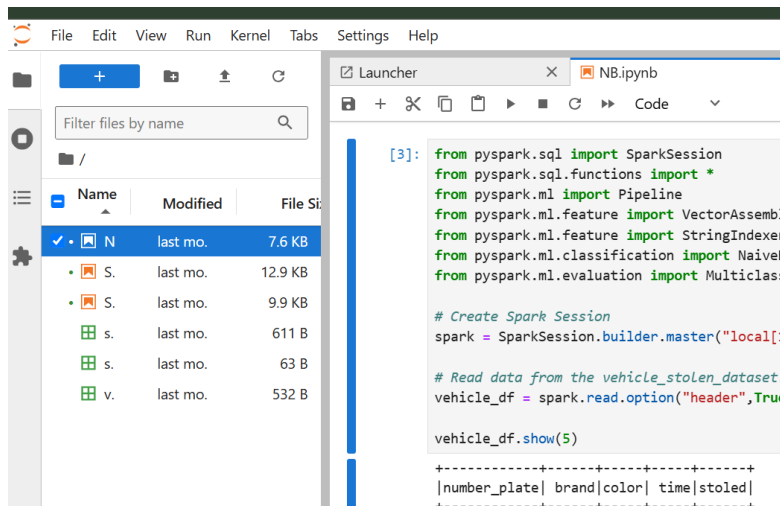 File Edit View Run Kernel Tabs Settings Help
Launcher
NB.ipynb
Filter files by name
Code
/
Name Modified File
N last mo. 7.6 KB
S. last mo. 12.9 KB
S. last mo. 9.9 KB
s. last mo. 611 B
s. last mo. 63 B
v. last mo. 532 B
[3]:
from pyspark.sql import SparkSession
from pyspark.sql.functions import *
from pyspark.ml import Pipeline
from pyspark.ml.feature import VectorAssembl
from pyspark.ml.feature import StringIndexer
from pyspark.ml.classification import Naive
from pyspark.ml.evaluation import Multiclass
# Create Spark Session
spark = SparkSession.builder.master("local[
# Read data from the vehicle_stolen_dataset
vehicle_df = spark.read.option("header",True
vehicle_df.show(5)
+------------+------+-----+-----+------+
|number_plate| brand|color| time|stoled|